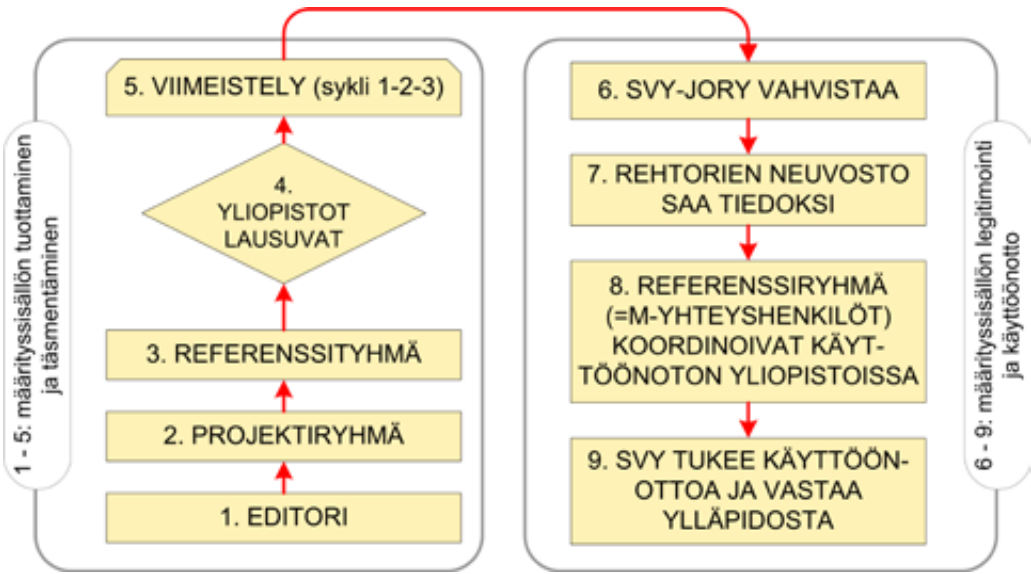 1 - 5: määrityssisällön tuottaminen
ja täsmentäminen
5. VIIMEISTELY (sykli 1-2-3)
4.
YLIOPISTOT
LAUSUVAT
3. REFERENSSITYHMÄ
2. PROJEKTIRYHMÄ
1. EDITORI
6. SVY-JORY VAHVISTAA
7. REHTORIEN NEUVOSTO
SAA TIEDOKSI
8. REFERENSSIRYHMÄ
(=M-YHTEYSHENKILÖT)
KOORDINOIVAT KÄYT-
TÖÖNOTON YLIOPISTOISSA
9. SVY TUKEE KÄYTTÖÖN-
OTTOA JA VASTAA
YLLÄPIDOSTA
6 - 9: määrityssisällön legitimointi
ja käyttöönotto